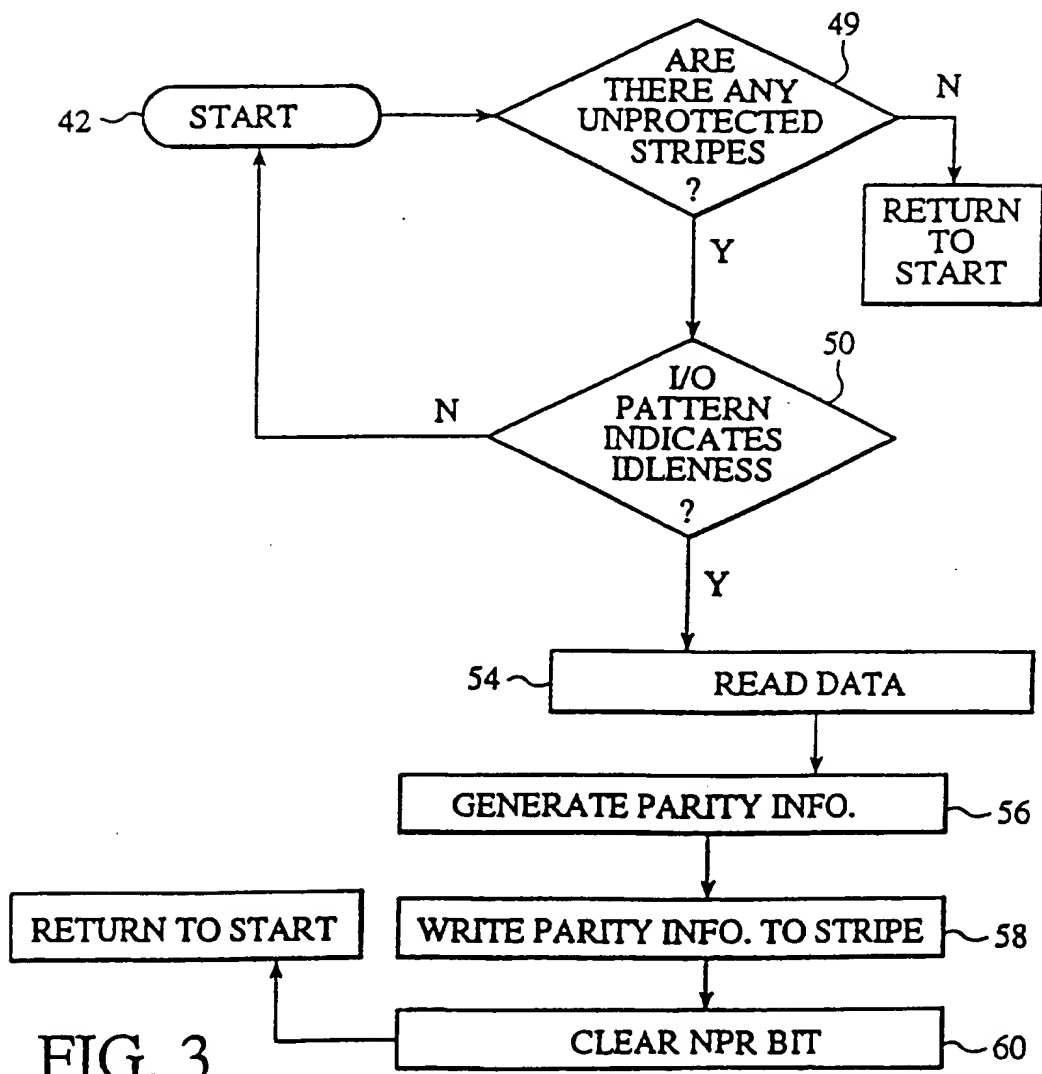 49
ARE
THERE ANY
UNPROTECTED
STRIPES
?
N
42
START
RETURN
TO
START
Y
50
I/O
PATTERN
INDICATES
IDLENESS
?
N
Y
54
READ DATA
GENERATE PARITY INFO.
56
RETURN TO START
WRITE PARITY INFO. TO STRIPE
58
CLEAR NPR BIT
60
FIG. 3